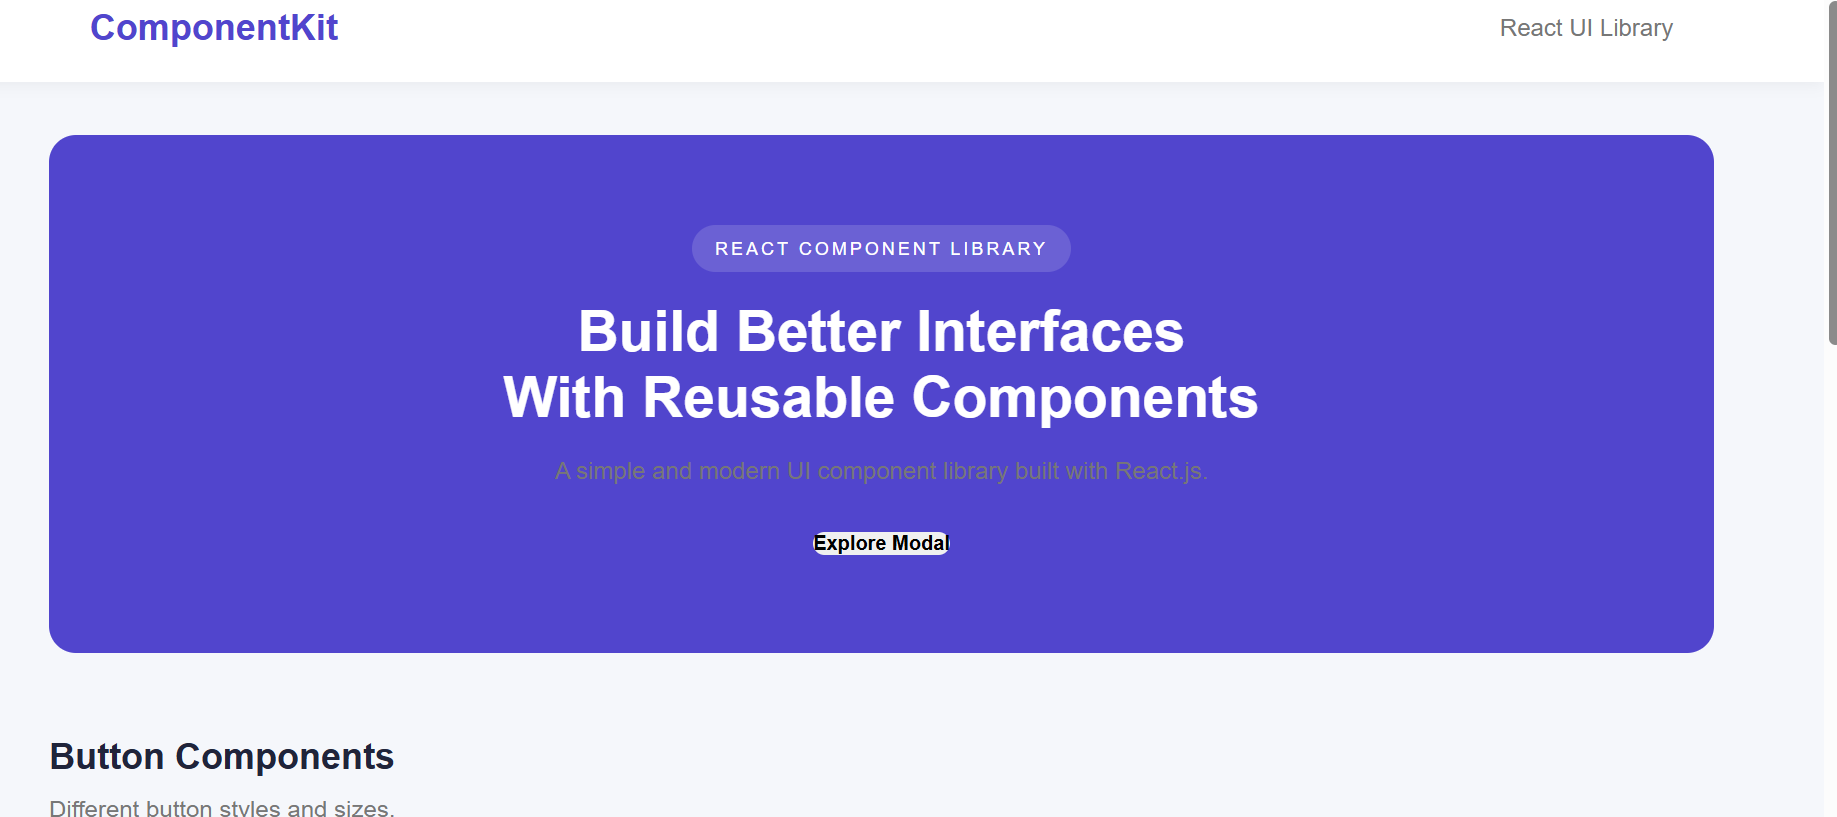 ComponentKit
React UI Library
REACT COMPONENT LIBRARY
Build Better Interfaces
With Reusable Components
A simple and modern UI component library built with React.js.
Explore Modal
Button Components
Different button styles and sizes.